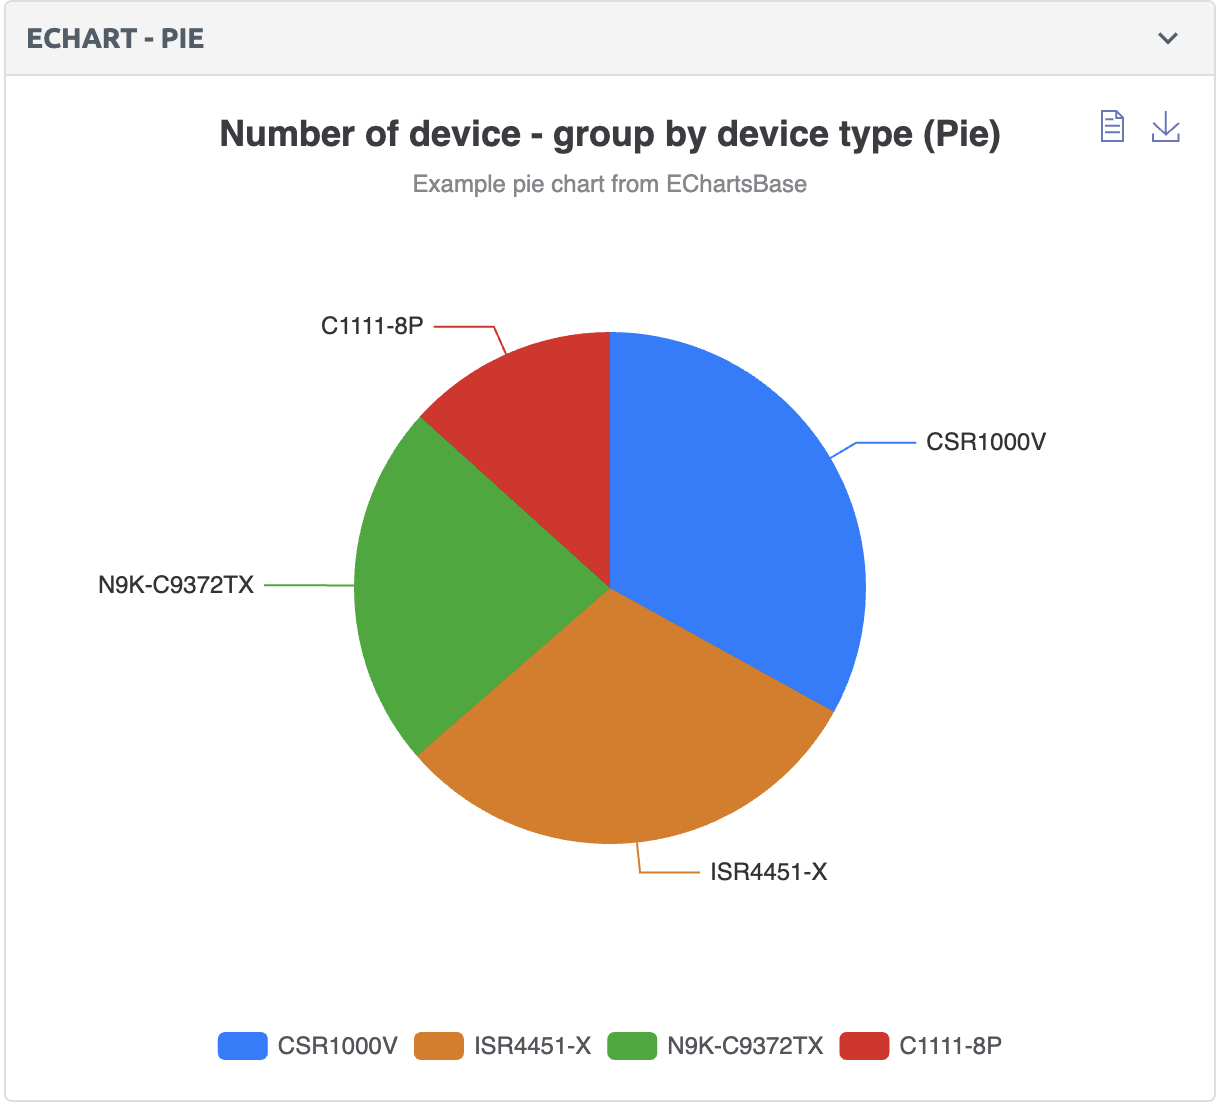 ECHART - PIE
Number of device - group by device type (Pie)
Example pie chart from EChartsBase
C1111-8P
CSR1000V
N9K-C9372TX
ISR4451-X
CSR1000V ISR4451-X N9K-C9372TX C1111-8P